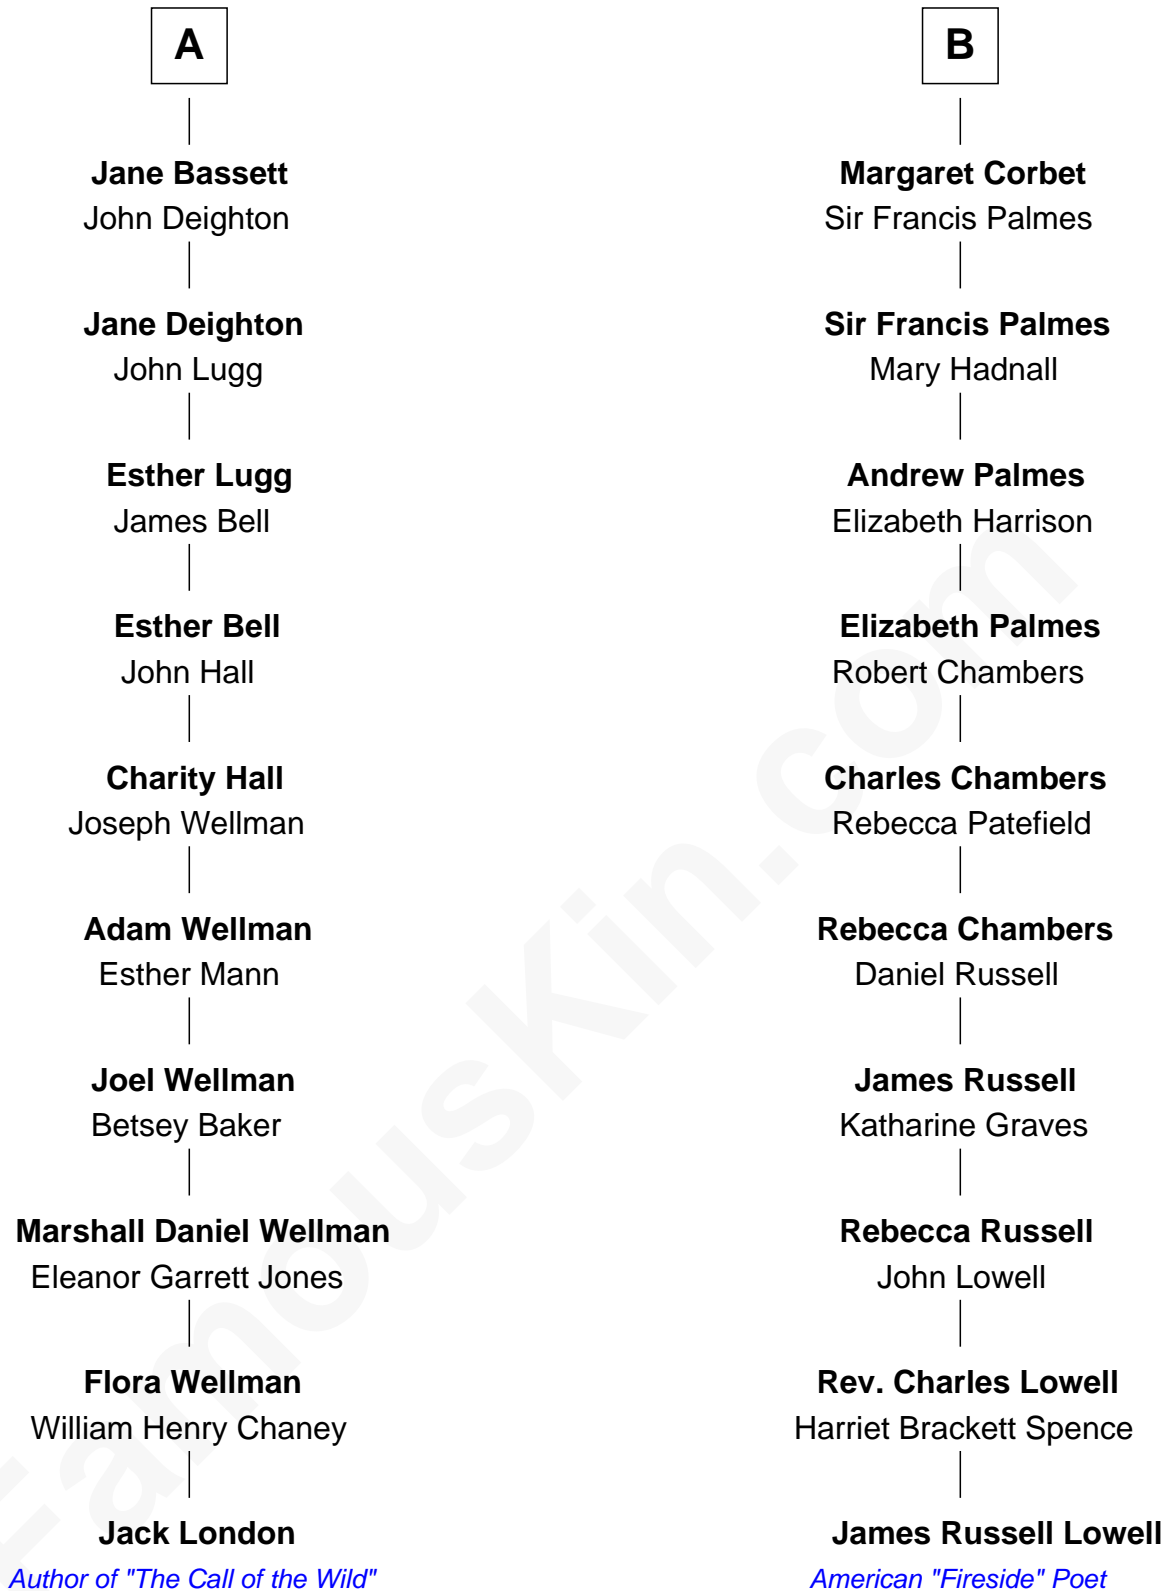 A
Jane Bassett
John Deighton
Jane Deighton
John Lugg
Esther Lugg
James Bell
Esther Bell
John Hall
Charity Hall
Joseph Wellman
Adam Wellman
Esther Mann
Joel Wellman
Betsey Baker
Marshall Daniel Wellman
Eleanor Garrett Jones
Flora Wellman
William Henry Chaney
Jack London
Author of "The Call of the Wild"
B
Margaret Corbet
Sir Francis Palmes
Sir Francis Palmes
Mary Hadnall
Andrew Palmes
Elizabeth Harrison
Elizabeth Palmes
Robert Chambers
Charles Chambers
Rebecca Patefield
Rebecca Chambers
Daniel Russell
James Russell
Katharine Graves
Rebecca Russell
John Lowell
Rev. Charles Lowell
Harriet Brackett Spence
James Russell Lowell
American "Fireside" Poet
FamousKin.com